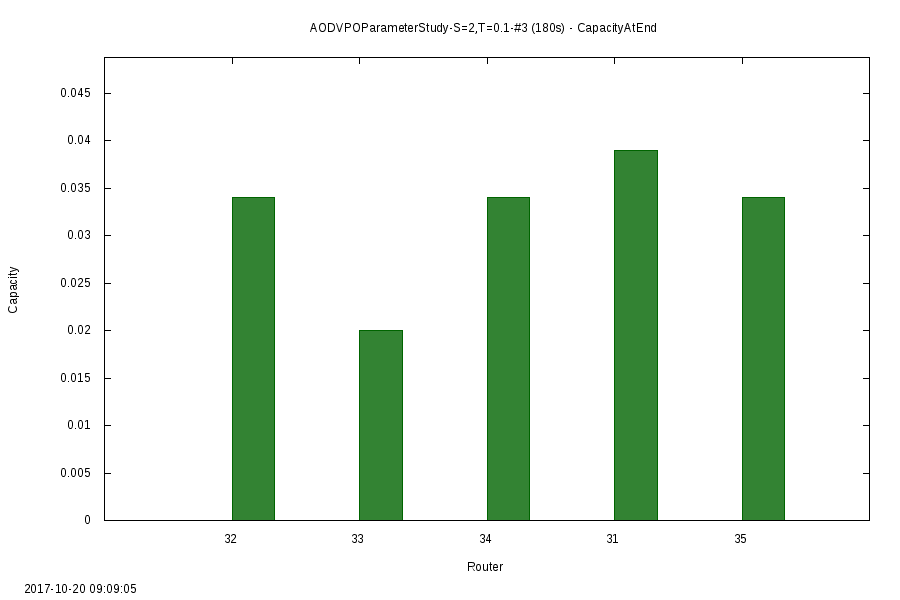 AODVPOParameterStudy-S=2,T=0.1-#3 (180s) - CapacityAtEnd
0.045
0.04
0.035
0.03
0.025
0.02
0.015
0.01
0.005
0
Capacity
32 33 34 31 35
Router
2017-10-20 09:09:05